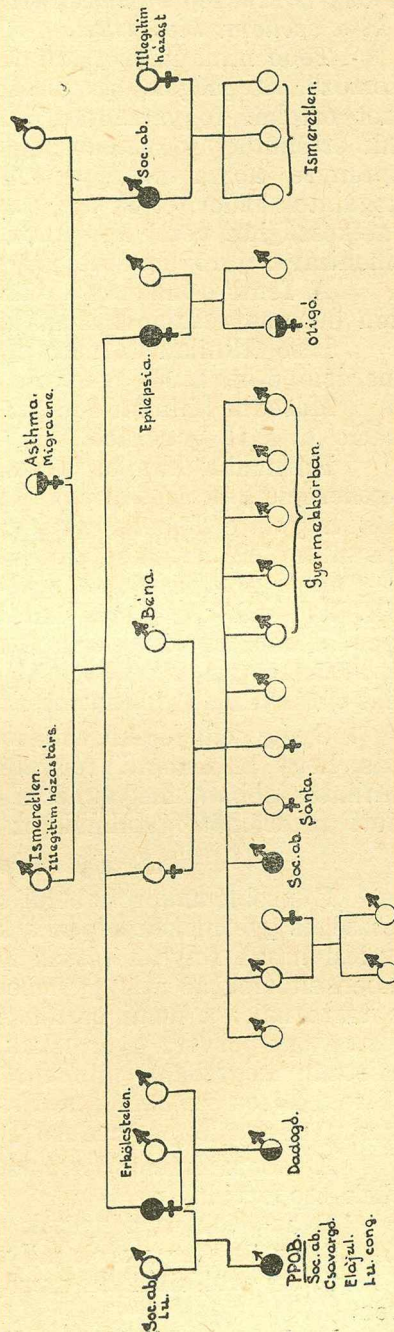 Ismeretlen.
Illegitim házastárs.
Asthma.
Migraene.
Soc. ab.
Lu.
Erkölcstelen.
Béna.
Epilepsia.
Soc. ab.
Illegitim
házast
PPOB.
Soc. ab.
Csavargó.
Elájul.
Lu. cong.
Dadogó.
Soc. ab.
Sánta.
Gyermekkorban.
Oligó.
Ismeretlen.